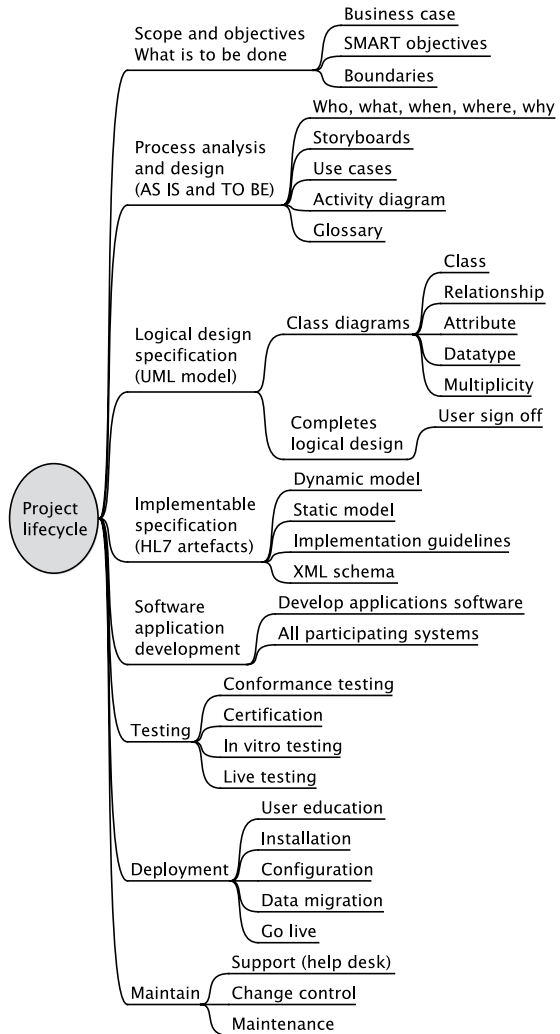 Project
lifecycle
Scope and objectives
What is to be done
Business case
SMART objectives
Boundaries
Process analysis
and design
(AS IS and TO BE)
Who, what, when, where, why
Storyboards
Use cases
Activity diagram
Glossary
Logical design
specification
(UML model)
Class diagrams
Class
Relationship
Attribute
Datatype
Multiplicity
Completes
logical design
User sign off
Implementable
specification
(HL7 artefacts)
Dynamic model
Static model
Implementation guidelines
XML schema
Software
application
development
Develop applications software
All participating systems
Testing
Conformance testing
Certification
In vitro testing
Live testing
Deployment
User education
Installation
Configuration
Data migration
Go live
Maintain
Support (help desk)
Change control
Maintenance